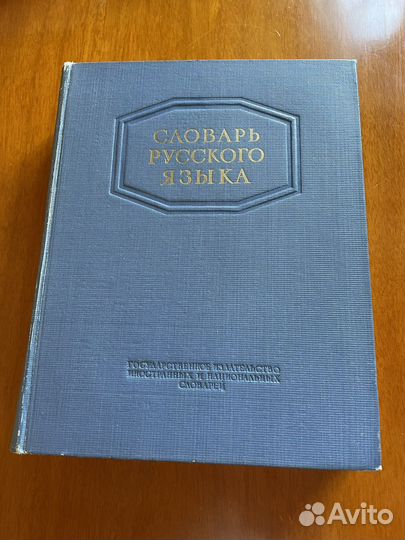 СЛОВАРЬ
РУССКОГО
ЯЗЫКА
ГОСУДАРСТВЕННОЕ ИЗДАТЕЛЬСТВО
ИНОСТРАННЫХ И НАЦИОНАЛЬНЫХ
СЛОВАРЕЙ
Avito